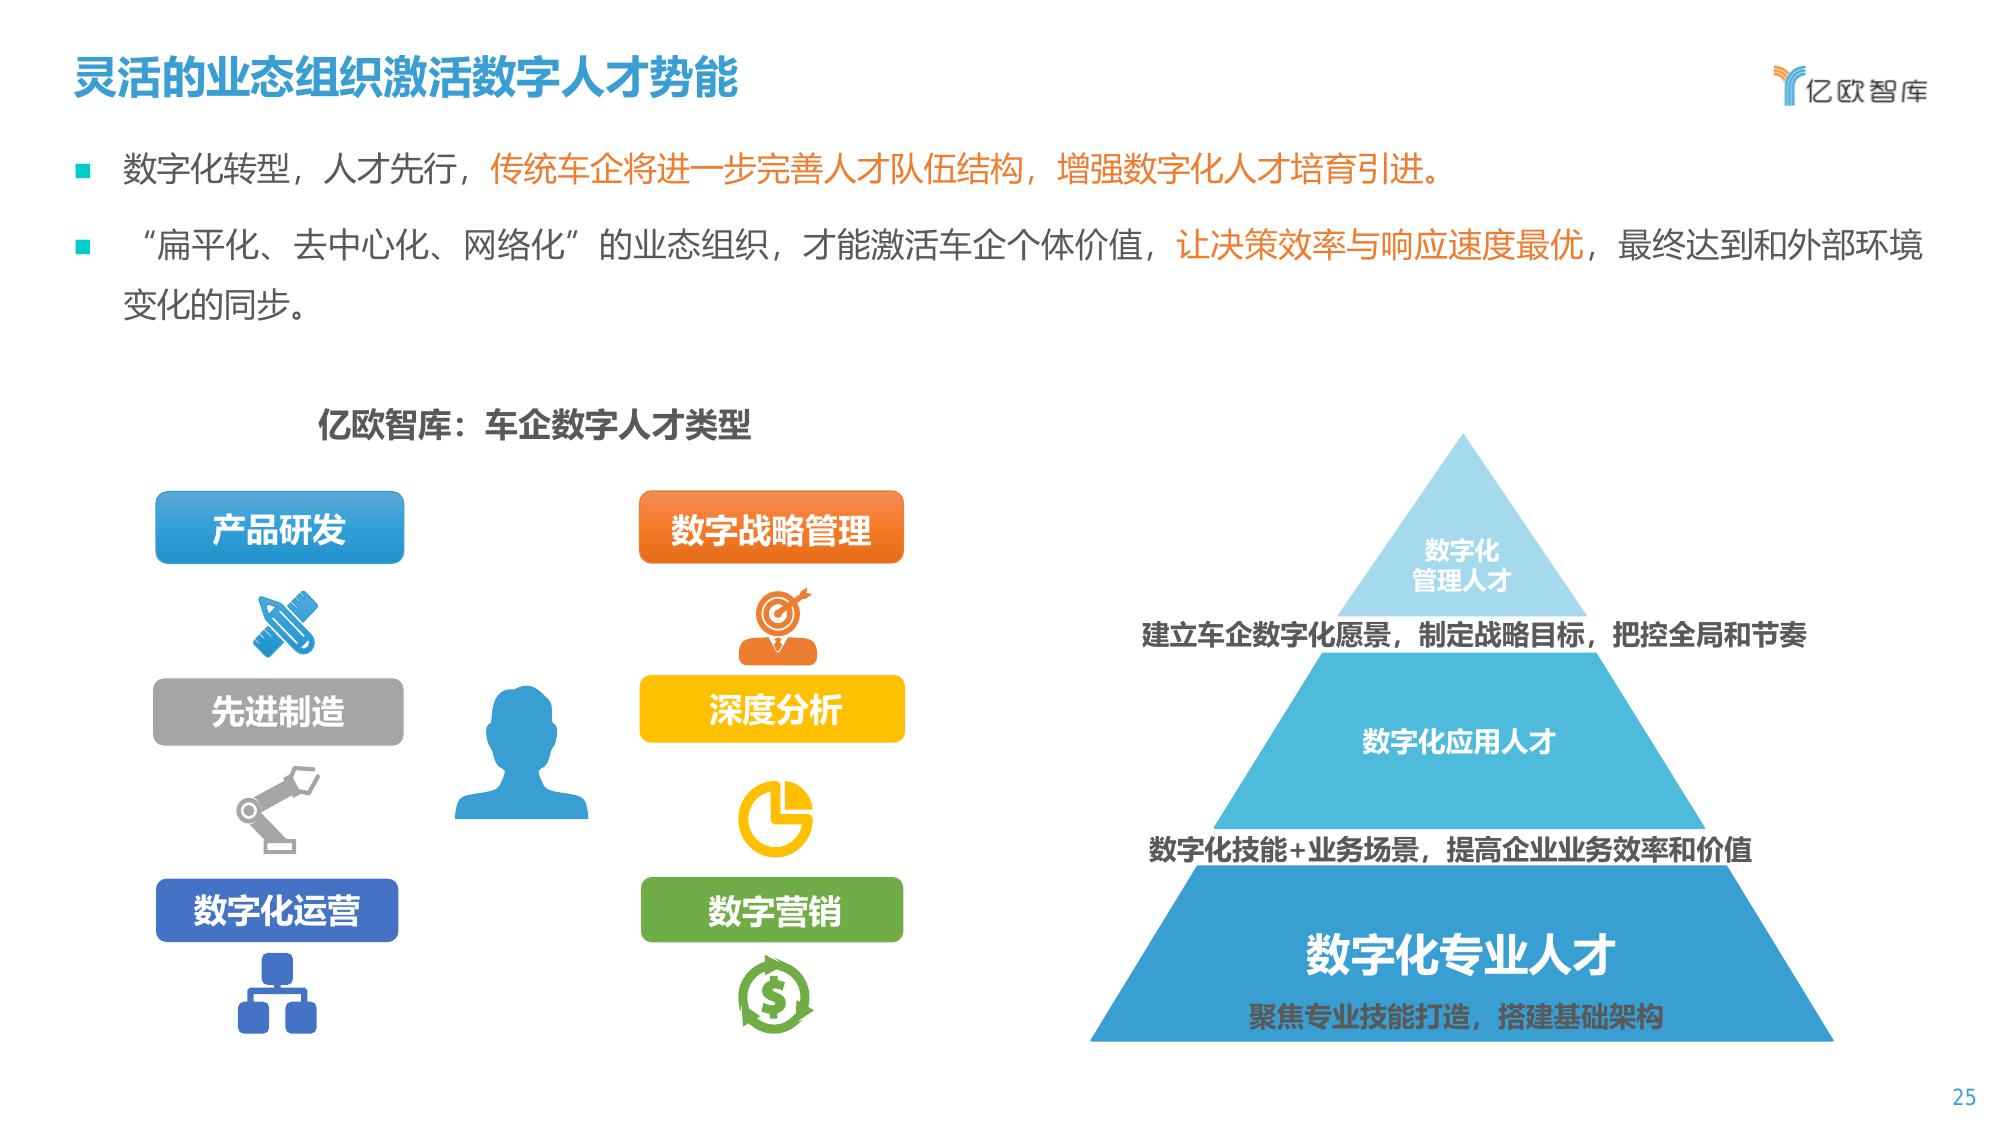 灵活的业态组织激活数字人才势能
亿欧智库
数字化转型，人才先行，传统车企将进一步完善人才队伍结构，增强数字化人才培育引进。
“扁平化、去中心化、网络化”的业态组织，才能激活车企个体价值，让决策效率与响应速度最优，最终达到和外部环境
变化的同步。
亿欧智库：车企数字人才类型
产品研发
数字战略管理
先进制造
深度分析
数字化运营
数字营销
$
数字化
管理人才
建立车企数字化愿景，制定战略目标，把控全局和节奏
数字化应用人才
数字化技能+业务场景，提高企业业务效率和价值
数字化专业人才
聚焦专业技能打造，搭建基础架构
25